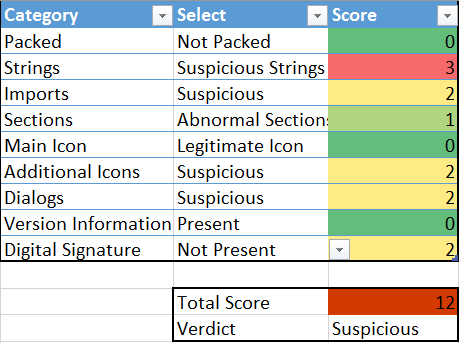 Category Select Score
Packed Not Packed 0
Strings Suspicious Strings 3
Imports Suspicious 2
Sections Abnormal Sections 1
Main Icon Legitimate Icon 0
Additional Icons Suspicious 2
Dialogs Suspicious 2
Version Information Present 0
Digital Signature Not Present 2
Total Score 12
Verdict Suspicious